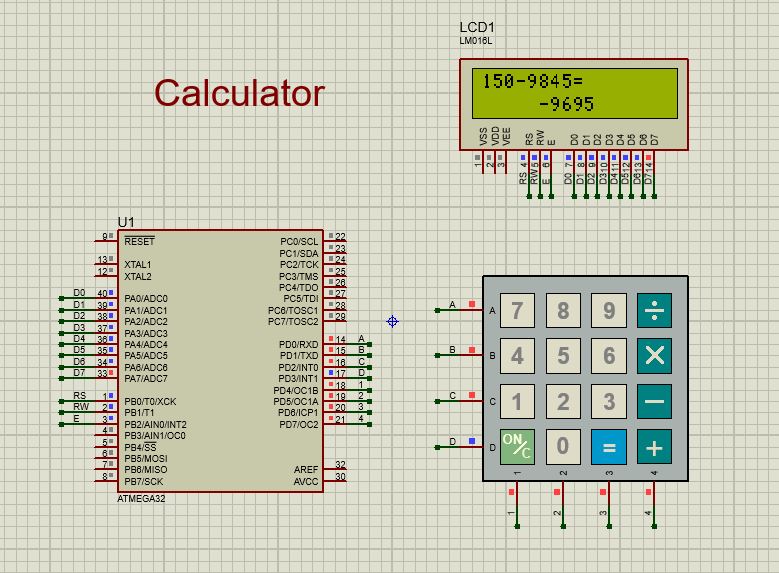 LCD1
LM016L
Calculator
150-9845=
-9695
VSS VDD VEE RS RW E D0 D1 D2 D3 D4 D5 D6 D7
1 2 3 4 5 6 7 8 9 10 11 12 13 14
RS RW E D0 D1 D2 D3 D4 D5 D6 D7
U1
9 RESET PC0/SCL 22
PC1/SDA 23
13 XTAL1 PC2/TCK 24
12 XTAL2 PC3/TMS 25
PC4/TDO 26
D0 40 PA0/ADC0 PC5/TDI 27
D1 39 PA1/ADC1 PC6/TOSC1 28
D2 38 PA2/ADC2 PC7/TOSC2 29
D3 37 PA3/ADC3
D4 36 PA4/ADC4 PD0/RXD 14 A
D5 35 PA5/ADC5 PD1/TXD 15 B
D6 34 PA6/ADC6 PD2/INT0 16 C
D7 33 PA7/ADC7 PD3/INT1 17 D
PD4/OC1B 18 1
RS 1 PB0/T0/XCK PD5/OC1A 19 2
RW 2 PB1/T1 PD6/ICP1 20 3
E 3 PB2/AIN0/INT2 PD7/OC2 21 4
4 PB3/AIN1/OC0
5 PB4/SS
6 PB5/MOSI
7 PB6/MISO AREF 32
8 PB7/SCK AVCC 30
ATMEGA32
A A 7 8 9 ÷
B B 4 5 6 ×
C C 1 2 3 −
D D ON/C 0 = +
1 2 3 4
1 2 3 4